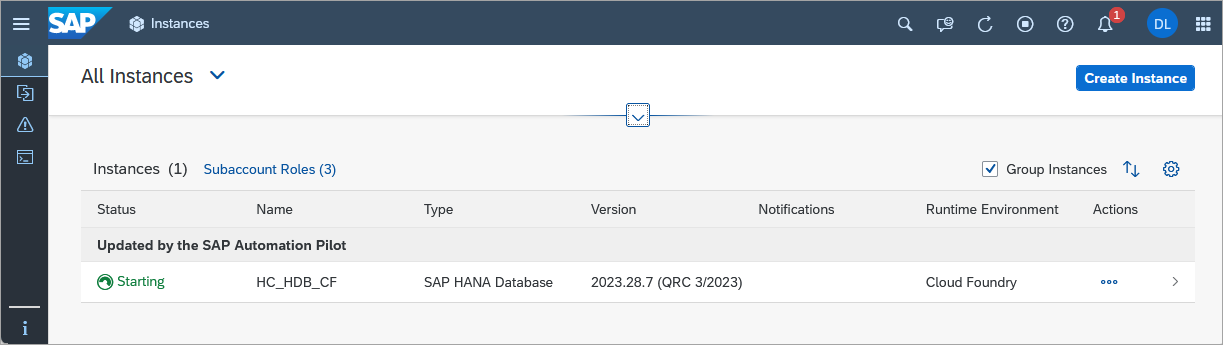 SAP Instances 1 DL
All Instances Create Instance
Instances (1) Subaccount Roles (3) Group Instances
Status Name Type Version Notifications Runtime Environment Actions
Updated by the SAP Automation Pilot
Starting HC_HDB_CF SAP HANA Database 2023.28.7 (QRC 3/2023) Cloud Foundry